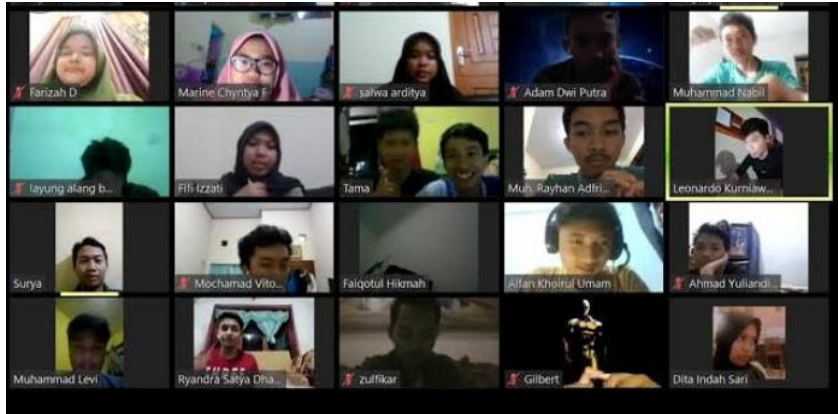 Farizah D
Marine Chyntya F
salwa arditya
Adam Dwi Putra
Muhammad Nabil
layung alang b...
Fifi Izzati
Tama
Muh. Rayhan Adfri...
Leonardo Kurniaw...
Surya
Mochamad Vito...
Faiqotul Hikmah
Alfan Khoirul Umam
Ahmad Yuliandi...
Muhammad Levi
Ryandra Satya Dha...
zulfikar
Gilbert
Dita Indah Sari